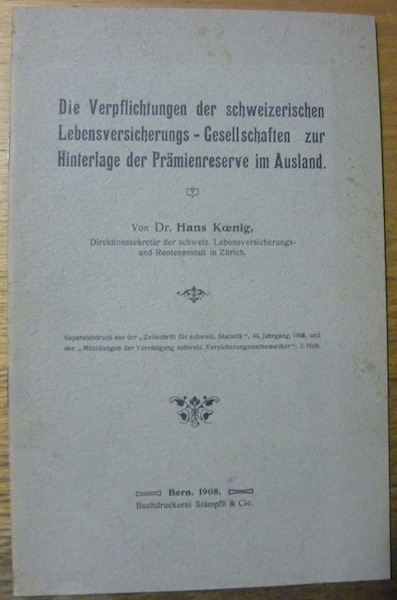 Die Verpflichtungen der schweizerischen
Lebensversicherungs - Gesellschaften zur
Hinterlage der Prämienreserve im Ausland.
Von Dr. Hans Kœnig,
Direktionssekretär der schweiz. Lebensversicherungs-
und Rentenanstalt in Zürich.
Separatabdruck aus der „Zeitschrift für schweiz. Statistik", 44. Jahrgang, 1908, und
den „Mitteilungen der Vereinigung schweiz. Versicherungsmathematiker", 3. Heft.
Bern, 1908.
Buchdruckerei Stämpfli & Cie.